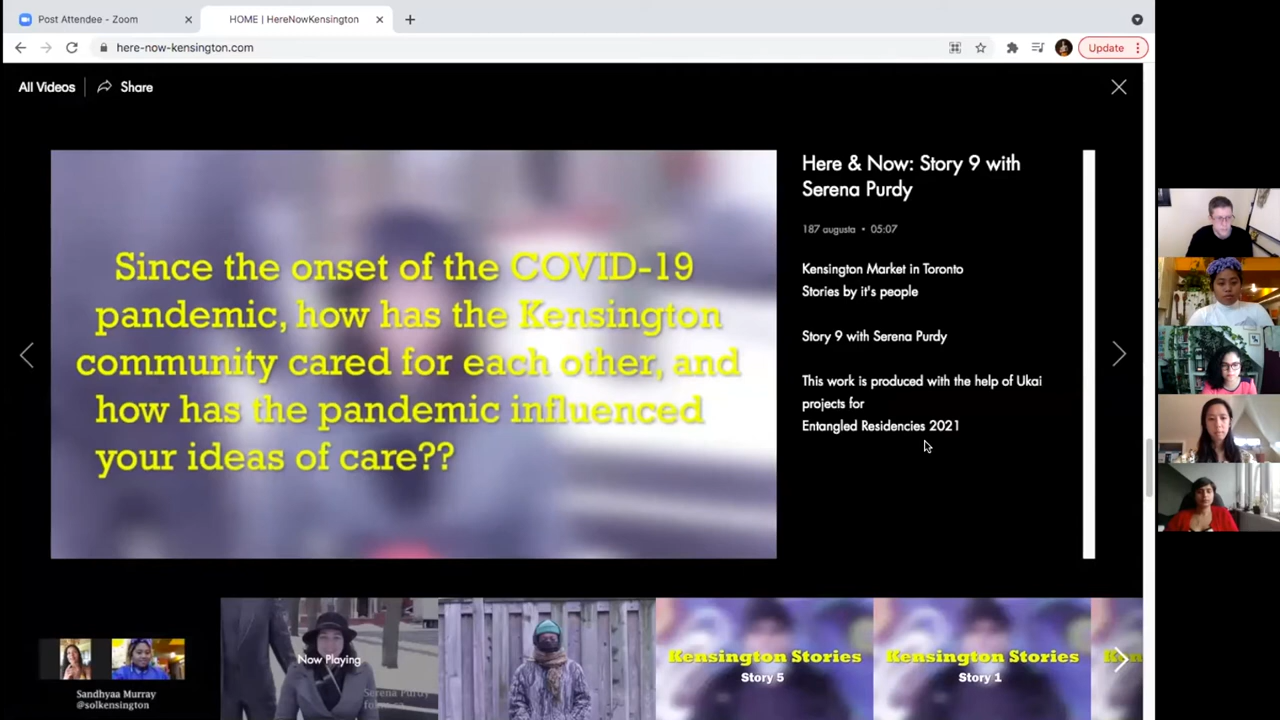 Post Attendee - Zoom
HOME | HereNowKensington
here-now-kensington.com
Update
All Videos
Share
Since the onset of the COVID-19
pandemic, how has the Kensington
community cared for each other, and
how has the pandemic influenced
your ideas of care??
Here & Now: Story 9 with
Serena Purdy
187 augusta • 05:07
Kensington Market in Toronto
Stories by it's people
Story 9 with Serena Purdy
This work is produced with the help of Ukai
projects for
Entangled Residencies 2021
Sandhyaa Murray
@solkensington
Now Playing
Serena Purdy
Kensington Stories
Story 5
Kensington Stories
Story 1